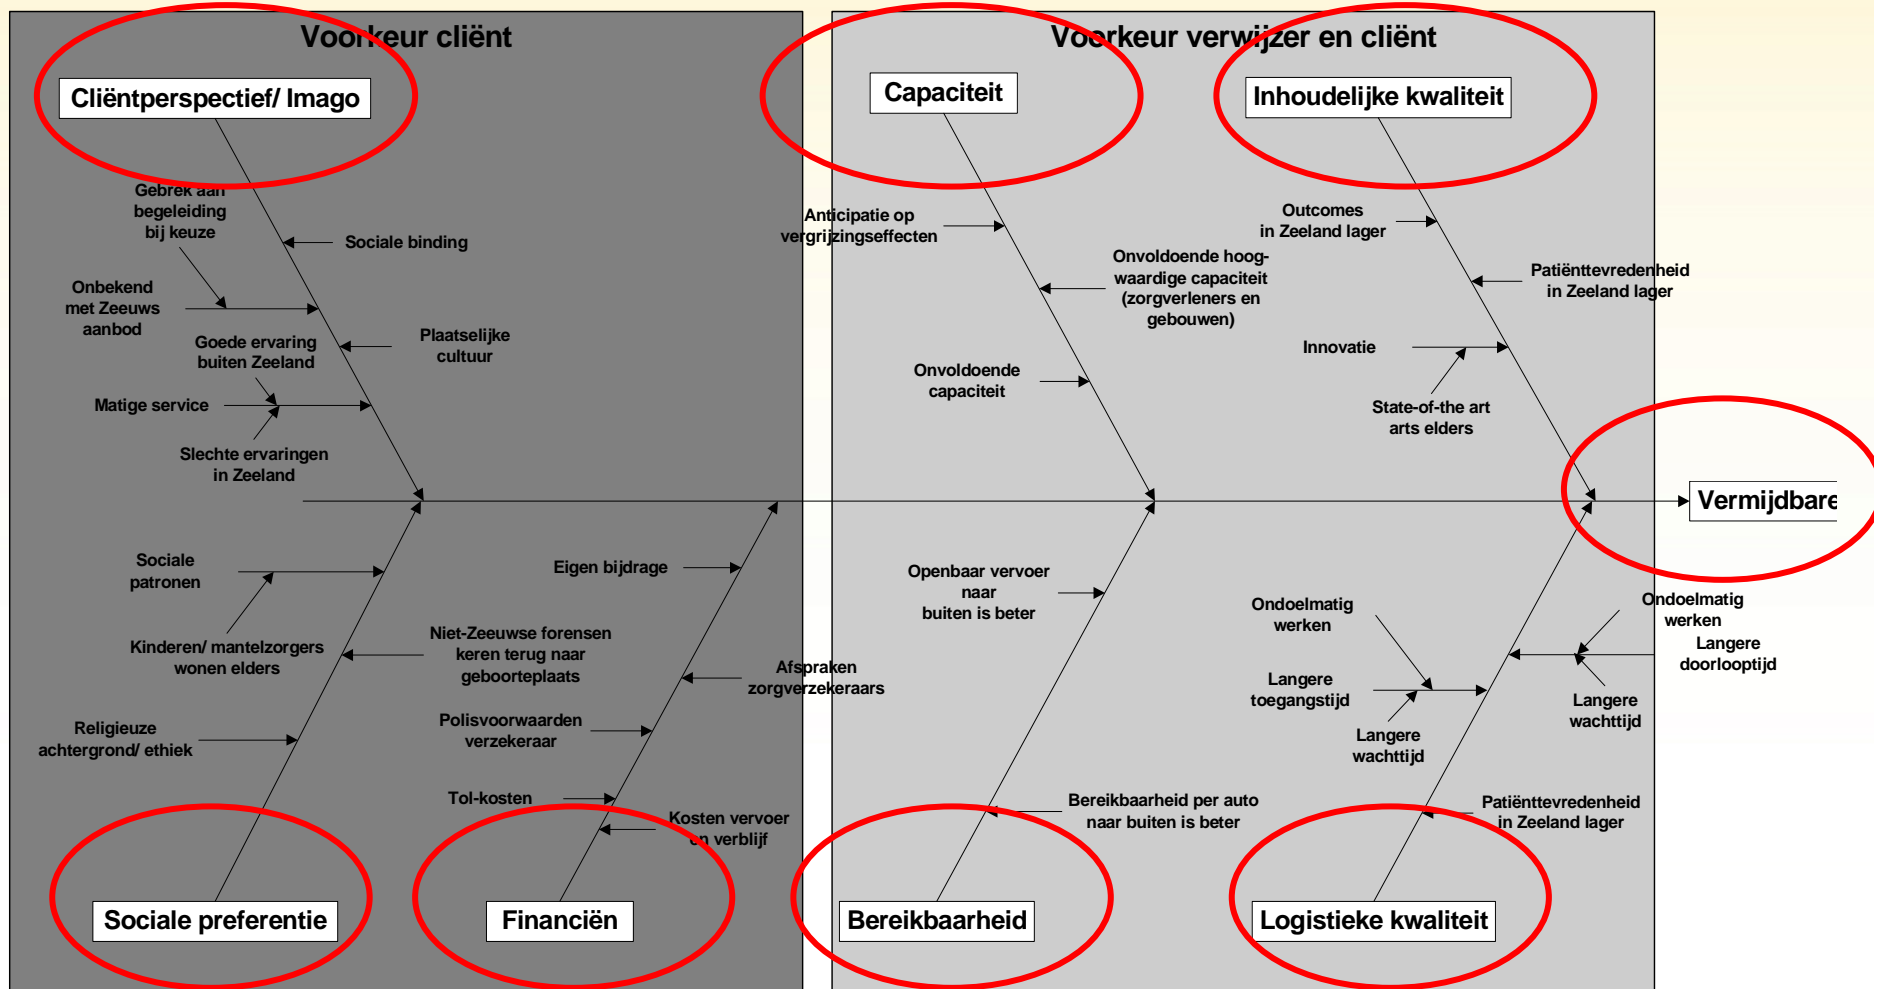 Voorkeur cliënt
Voorkeur verwijzer en cliënt
Cliëntperspectief/ Imago
Capaciteit
Inhoudelijke kwaliteit
Gebrek aan
begeleiding
bij keuze
Sociale binding
Onbekend
met Zeeuws
aanbod
Goede ervaring
buiten Zeeland
Plaatselijke
cultuur
Matige service
Slechte ervaringen
in Zeeland
Anticipatie op
vergrijzingseffecten
Onvoldoende hoog-
waardige capaciteit
(zorgverleners en
gebouwen)
Onvoldoende
capaciteit
Outcomes
in Zeeland lager
Patiënttevredenheid
in Zeeland lager
Innovatie
State-of-the art
arts elders
Vermijdbare
Sociale
patronen
Kinderen/ mantelzorgers
wonen elders
Niet-Zeeuwse forensen
keren terug naar
geboorteplaats
Religieuze
achtergrond/ ethiek
Eigen bijdrage
Afspraken
zorgverzekeraars
Polisvoorwaarden
verzekeraar
Tol-kosten
Kosten vervoer
en verblijf
Openbaar vervoer
naar
buiten is beter
Bereikbaarheid per auto
naar buiten is beter
Ondoelmatig
werken
Langere
toegangstijd
Langere
wachttijd
Ondoelmatig
werken
Langere
doorlooptijd
Langere
wachttijd
Patiënttevredenheid
in Zeeland lager
Sociale preferentie
Financiën
Bereikbaarheid
Logistieke kwaliteit